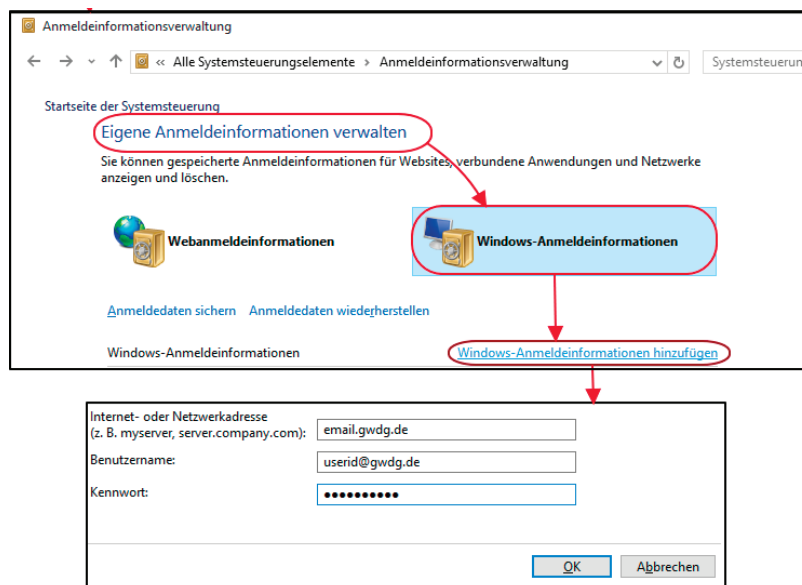 Anmeldeinformationsverwaltung
« Alle Systemsteuerungselemente › Anmeldeinformationsverwaltung
Systemsteuerun
Startseite der Systemsteuerung
Eigene Anmeldeinformationen verwalten
Sie können gespeicherte Anmeldeinformationen für Websites, verbundene Anwendungen und Netzwerke
anzeigen und löschen.
Webanmeldeinformationen
Windows-Anmeldeinformationen
Anmeldedaten sichern Anmeldedaten wiederherstellen
Windows-Anmeldeinformationen Windows-Anmeldeinformationen hinzufügen
Internet- oder Netzwerkadresse
(z. B. myserver, server.company.com): email.gwdg.de
Benutzername: userid@gwdg.de
Kennwort: ●●●●●●●●●●
OK Abbrechen